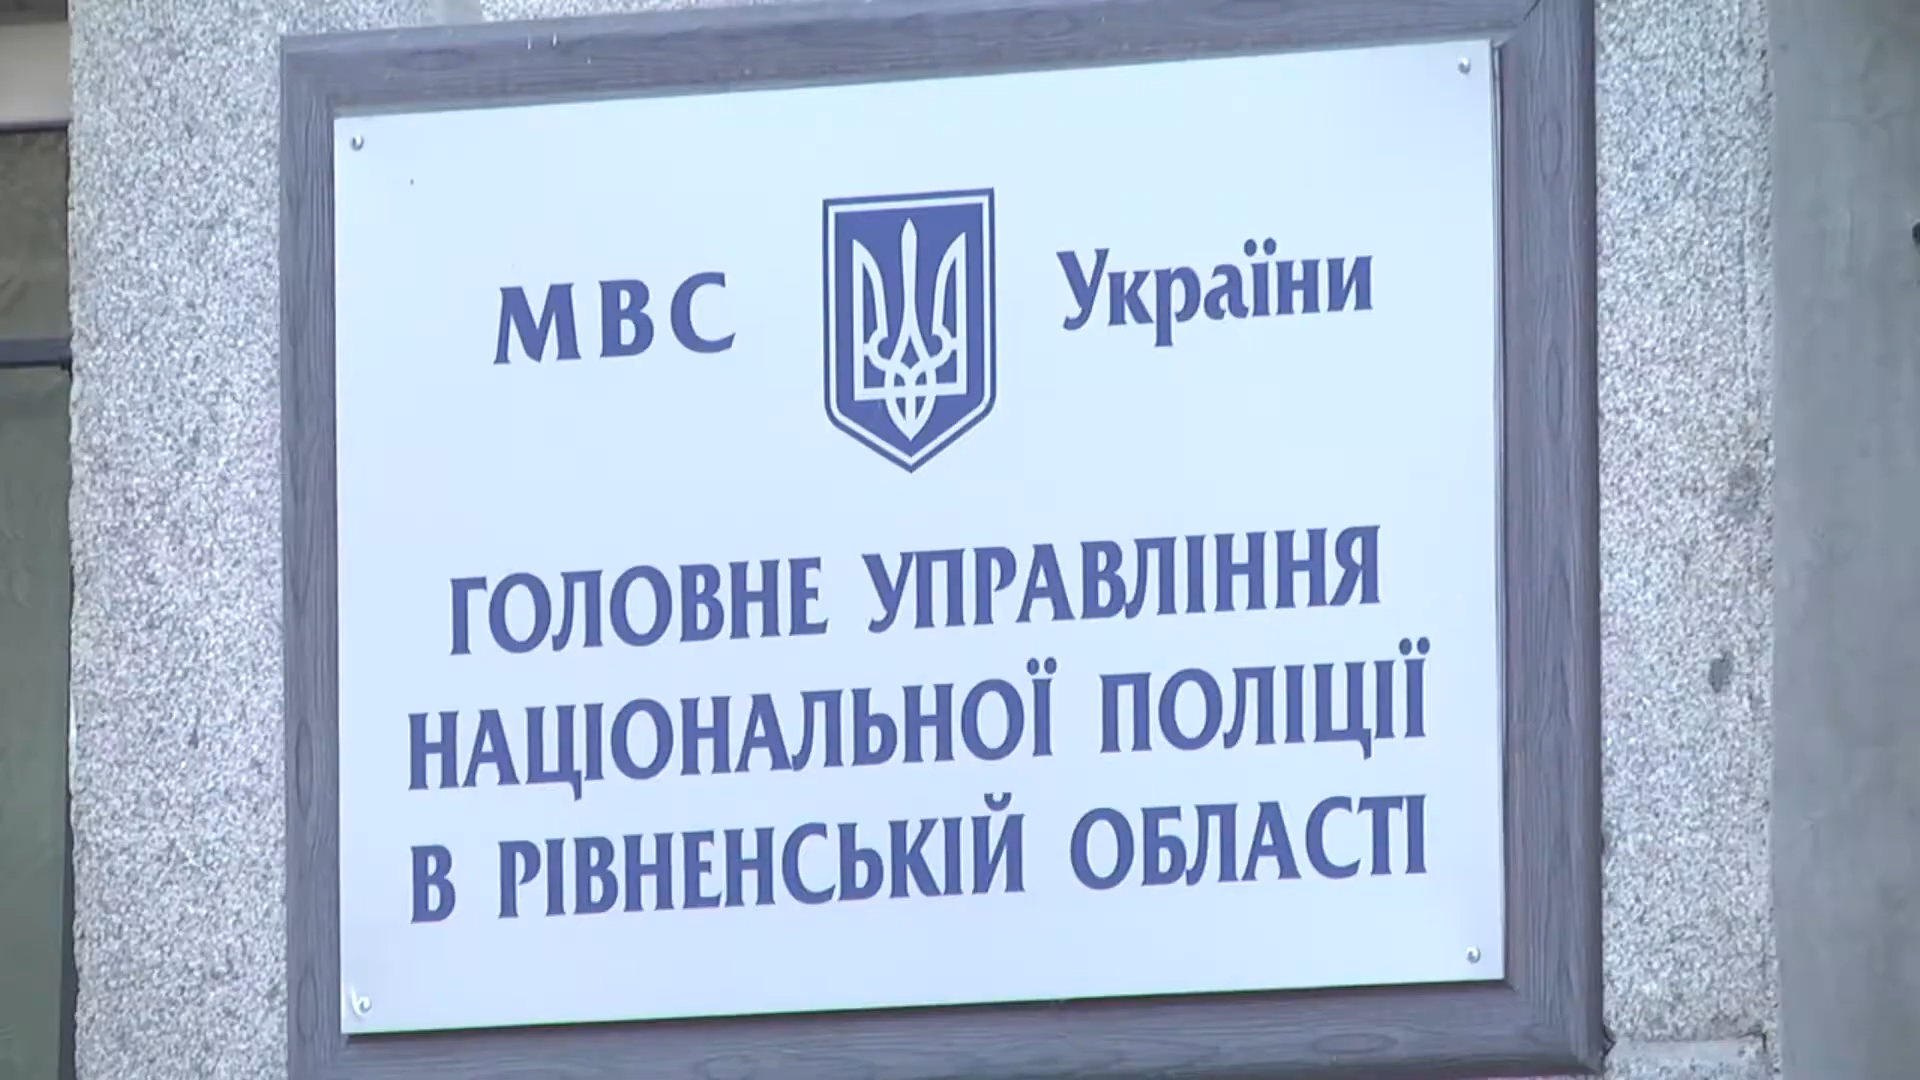 МВС України
ГОЛОВНЕ УПРАВЛІННЯ
НАЦІОНАЛЬНОЇ ПОЛІЦІЇ
В РІВНЕНСЬКІЙ ОБЛАСТІ